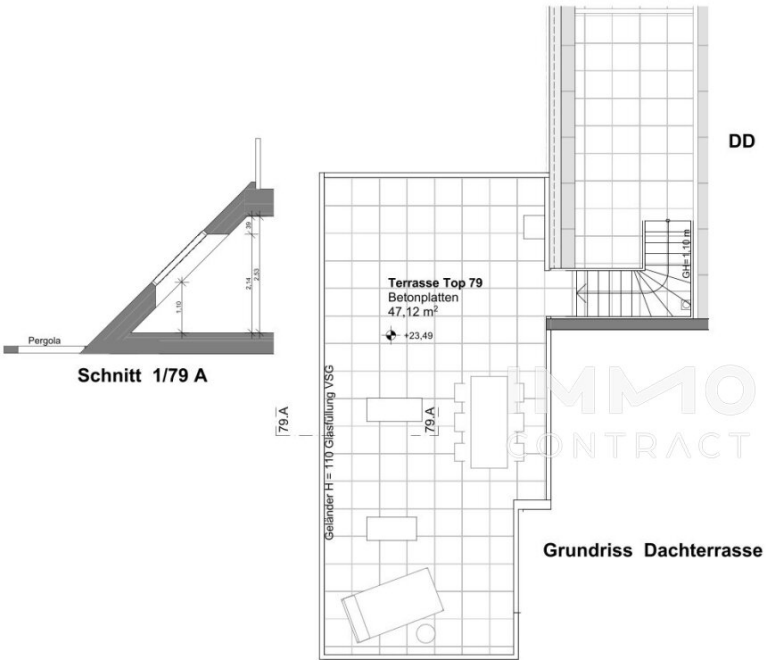 DD
39
2,14
2,53
1,10
Pergola
Schnitt 1/79 A
Terrasse Top 79
Betonplatten
47,12 m²
+23,49
GH=1,10 m
Geländer H = 110 Glasfüllung VSG
79.A
79.A
IMMO
CONTRACT
Grundriss Dachterrasse